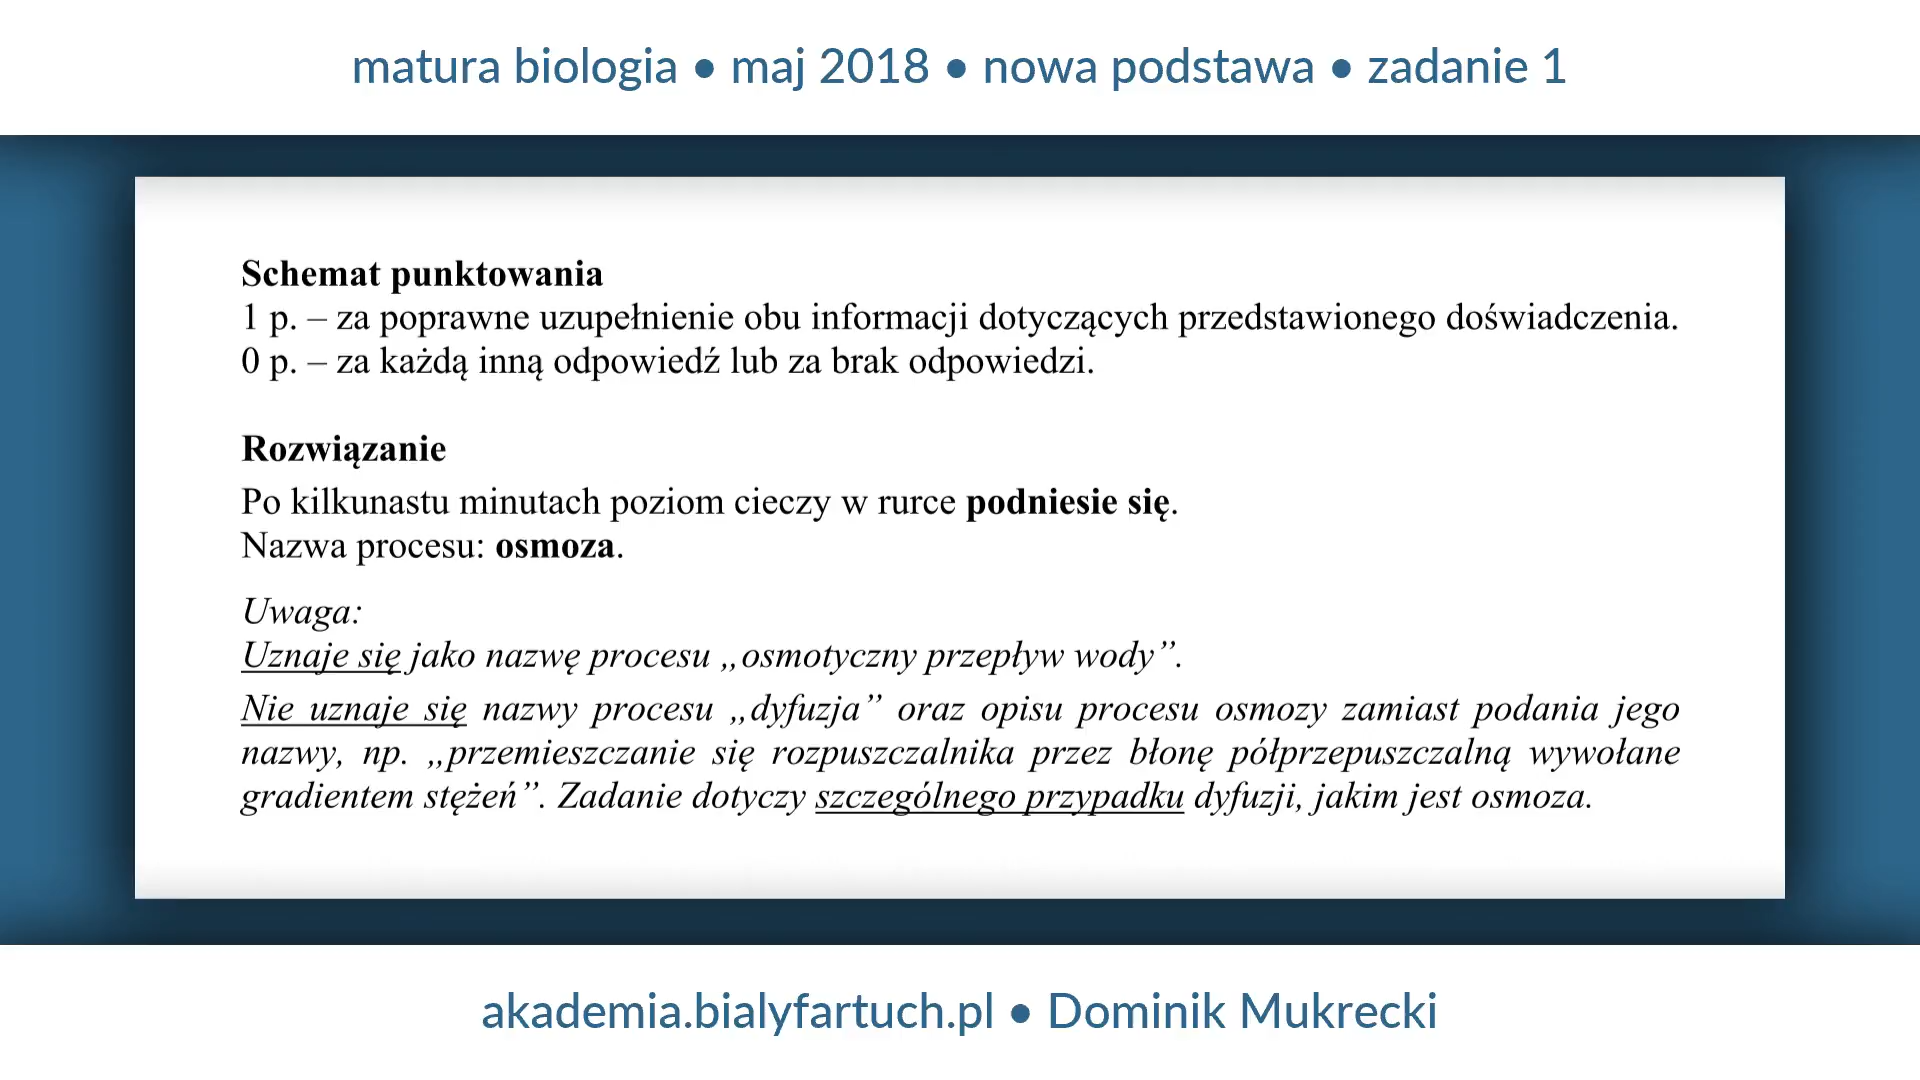 matura biologia • maj 2018 • nowa podstawa • zadanie 1
Schemat punktowania
1 p. – za poprawne uzupełnienie obu informacji dotyczących przedstawionego doświadczenia.
0 p. – za każdą inną odpowiedź lub za brak odpowiedzi.
Rozwiązanie
Po kilkunastu minutach poziom cieczy w rurce podniesie się.
Nazwa procesu: osmoza.
Uwaga:
Uznaje się jako nazwę procesu „osmotyczny przepływ wody”.
Nie uznaje się nazwy procesu „dyfuzja” oraz opisu procesu osmozy zamiast podania jego
nazwy, np. „przemieszczanie się rozpuszczalnika przez błonę półprzepuszczalną wywołane
gradientem stężeń”. Zadanie dotyczy szczególnego przypadku dyfuzji, jakim jest osmoza.
akademia.bialyfartuch.pl • Dominik Mukrecki